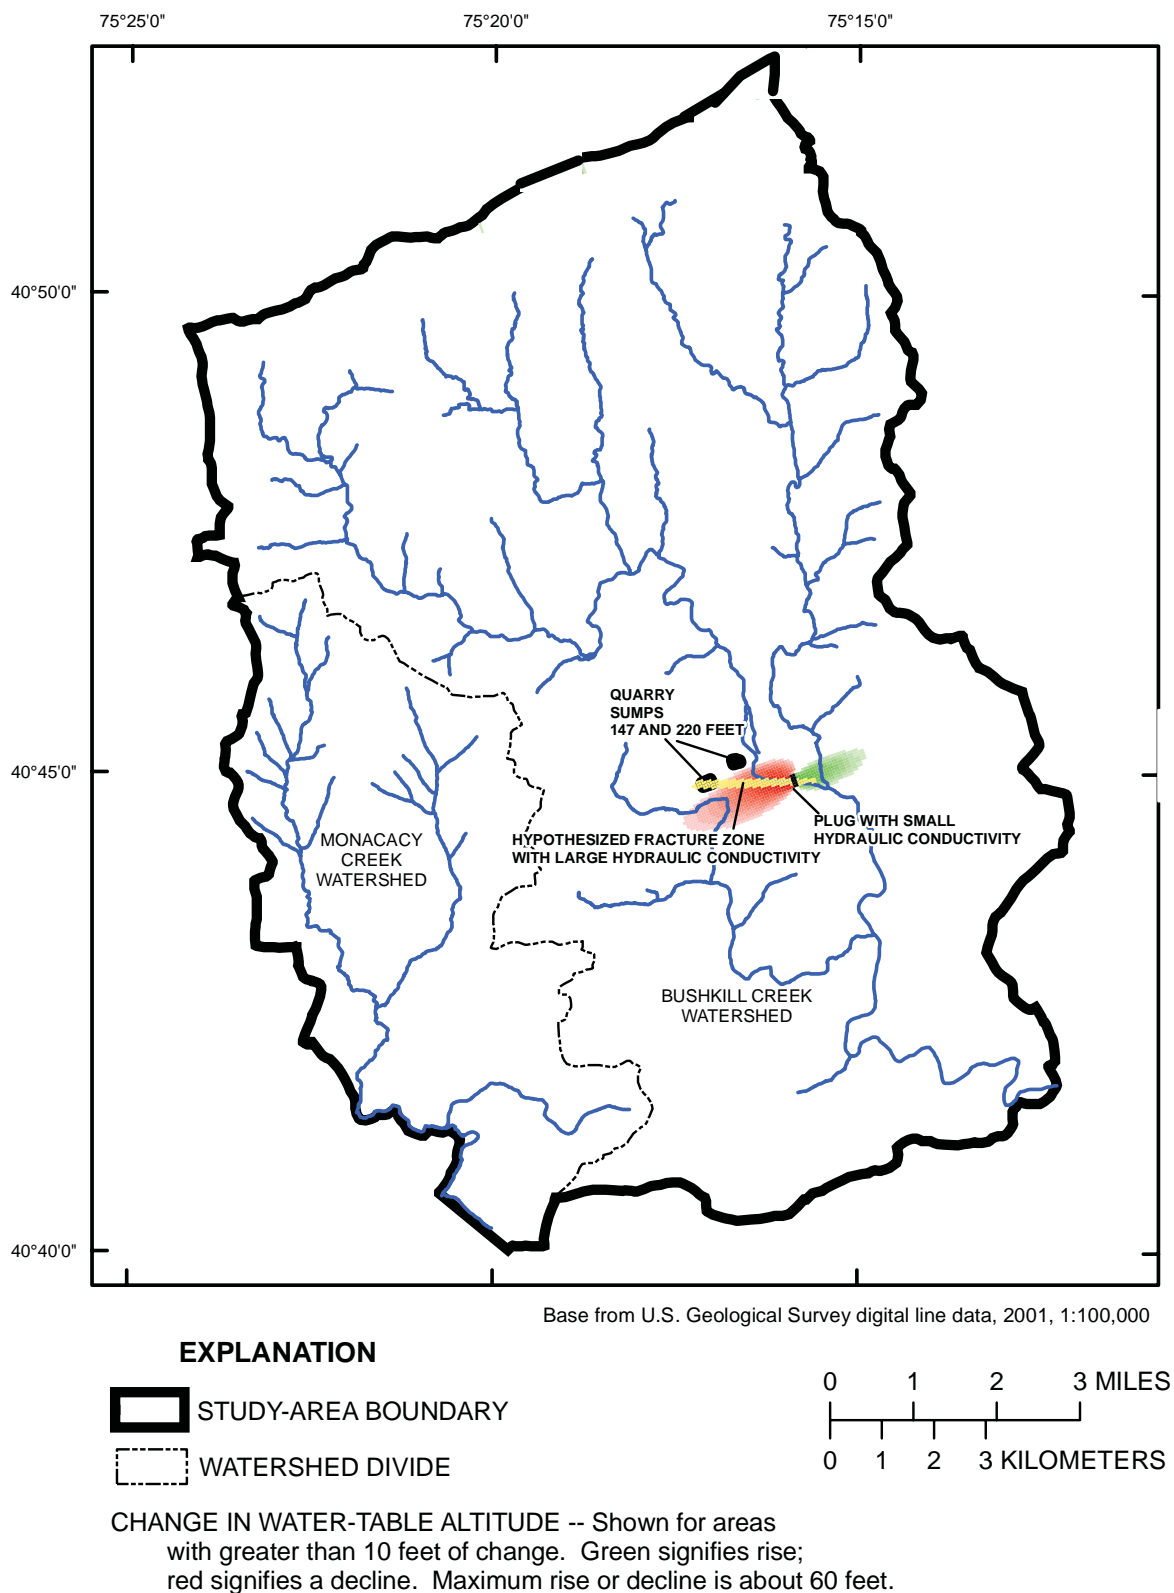 75°25'0"
75°20'0"
75°15'0"
40°50'0"
QUARRY
SUMPS
147 AND 220 FEET
40°45'0"
PLUG WITH SMALL
HYDRAULIC CONDUCTIVITY
HYPOTHESIZED FRACTURE ZONE
WITH LARGE HYDRAULIC CONDUCTIVITY
MONACACY
CREEK
WATERSHED
BUSHKILL CREEK
WATERSHED
40°40'0"
Base from U.S. Geological Survey digital line data, 2001, 1:100,000
EXPLANATION
STUDY-AREA BOUNDARY
WATERSHED DIVIDE
0 1 2 3 MILES
0 1 2 3 KILOMETERS
CHANGE IN WATER-TABLE ALTITUDE -- Shown for areas
with greater than 10 feet of change. Green signifies rise;
red signifies a decline. Maximum rise or decline is about 60 feet.